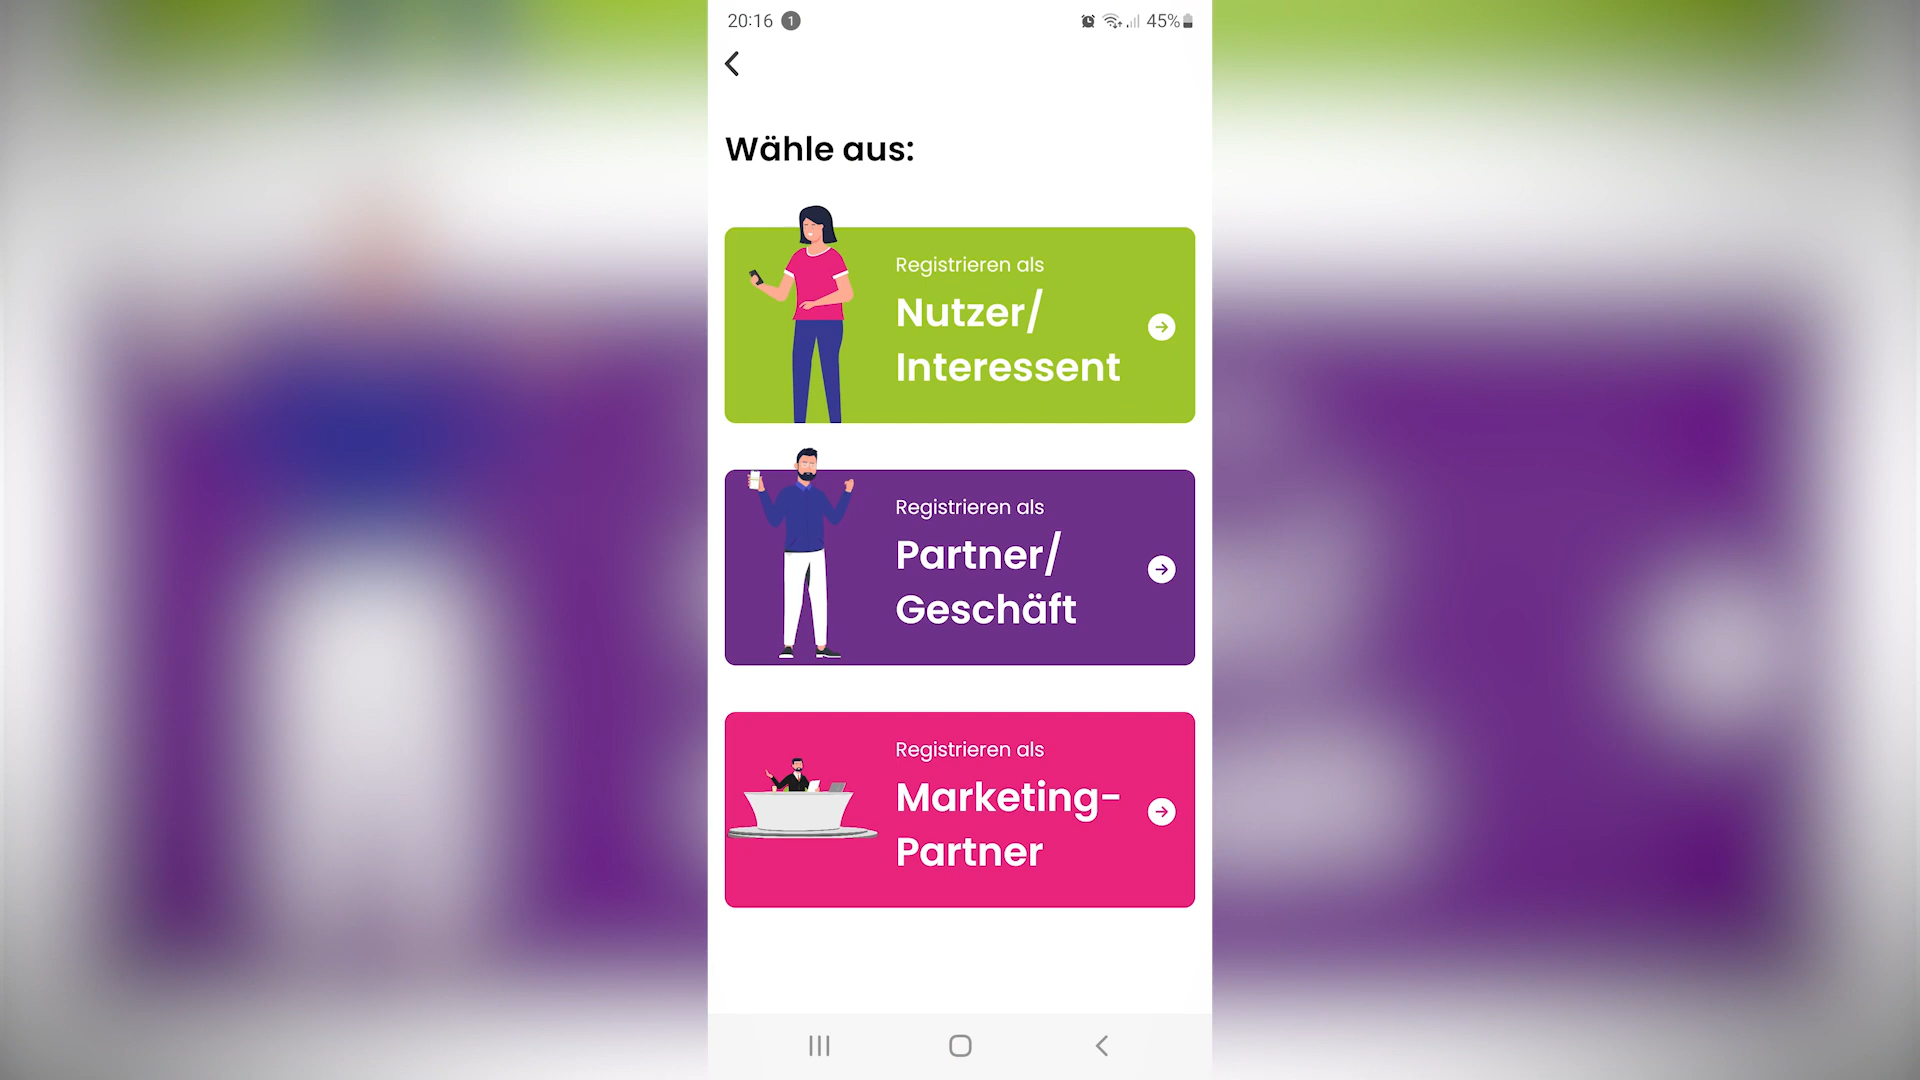 20:16 1 45%
Wähle aus:
Registrieren als
Nutzer/
Interessent
Registrieren als
Partner/
Geschäft
Registrieren als
Marketing-
Partner